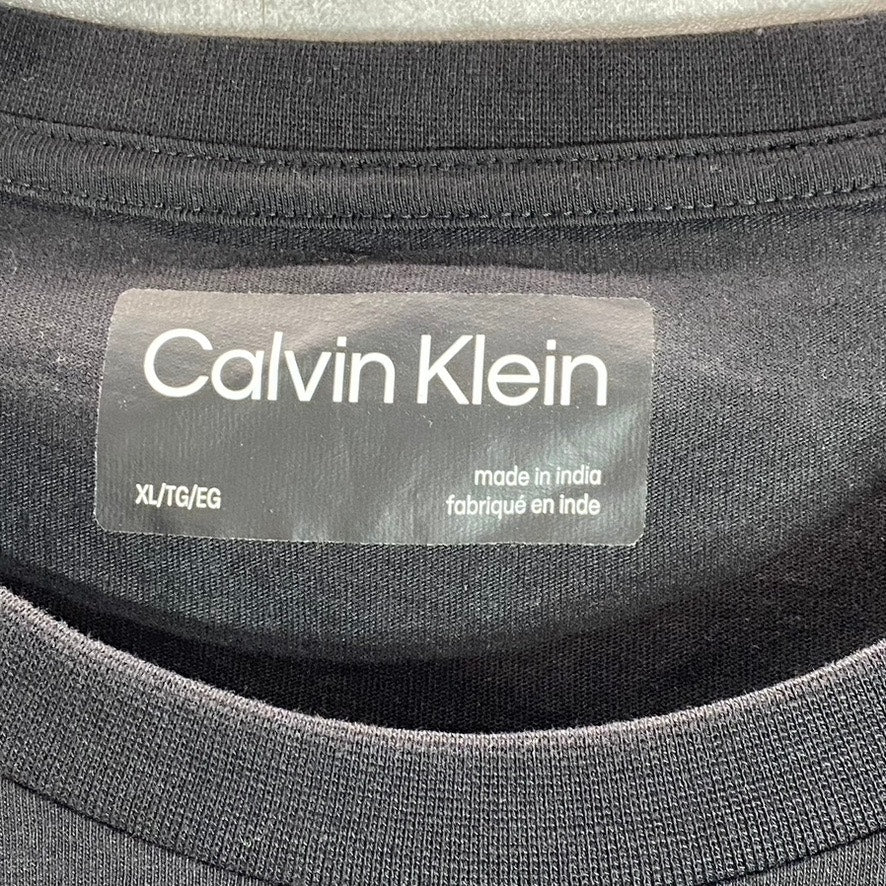 Calvin Klein
XL/TG/EG
made in india
fabriqué en inde